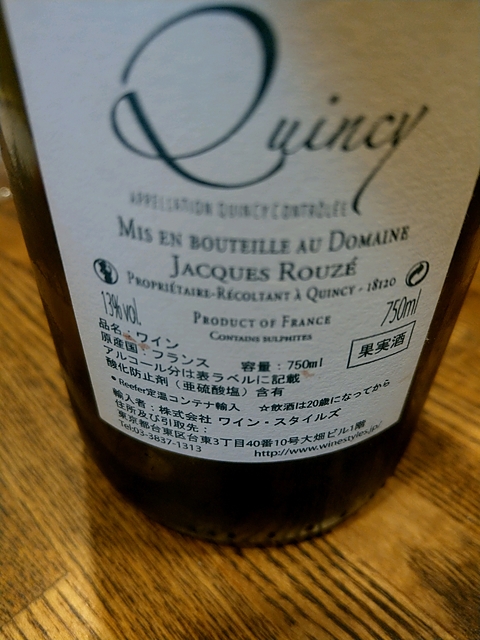 Quincy
APPELLATION QUINCY CONTRÔLÉE
MIS EN BOUTEILLE AU DOMAINE
JACQUES ROUZÉ
PROPRIÉTAIRE-RÉCOLTANT À QUINCY - 18120
13% vol
PRODUCT OF FRANCE
750ml
CONTAINS SULPHITES
品名：ワイン
原産国：フランス 容量：750ml
果実酒
アルコール分は表ラベルに記載
酸化防止剤（亜硫酸塩）含有
• Reefer定温コンテナ輸入 ☆飲酒は20歳になってから
輸入者：株式会社 ワイン・スタイルズ
住所及び引取先：
東京都台東区台東3丁目40番10号大畑ビル1階
Tel:03-3837-1313 http://www.winestyles.jp/